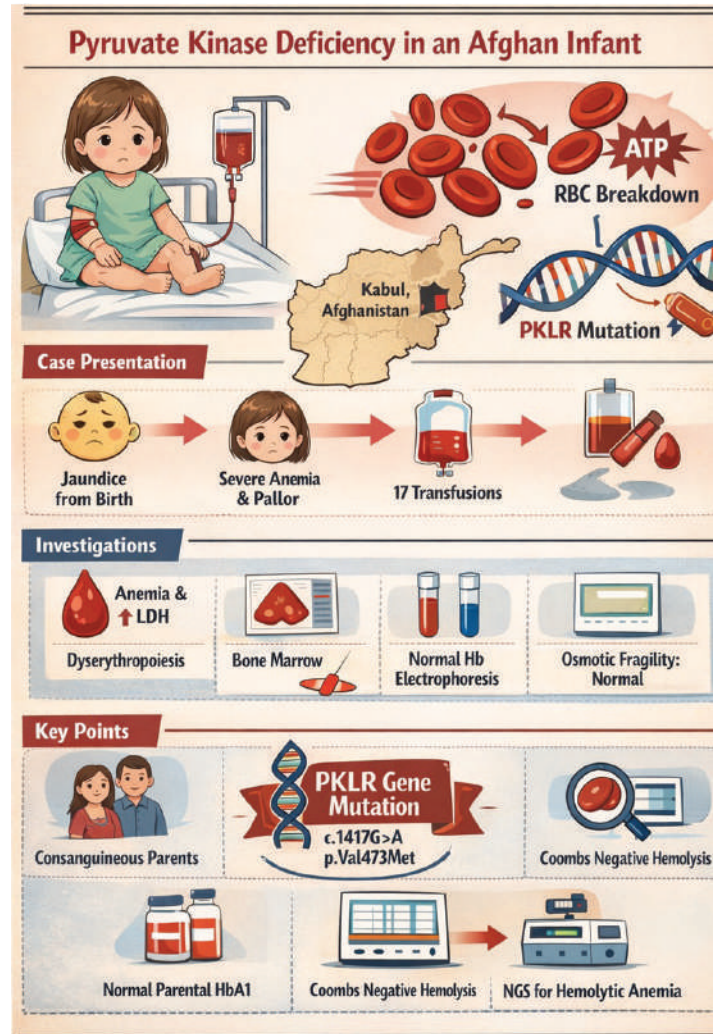 Pyruvate Kinase Deficiency in an Afghan Infant
ATP
RBC Breakdown
Kabul,
Afghanistan
PKLR Mutation
Case Presentation
Jaundice
from Birth
Severe Anemia
& Pallor
17 Transfusions
Investigations
Anemia &
↑ LDH
Dyserythropoiesis
Bone Marrow
Normal Hb
Electrophoresis
Osmotic Fragility:
Normal
Key Points
Consanguineous Parents
PKLR Gene
Mutation
c.1417G>A
p.Val473Met
Coombs Negative Hemolysis
Normal Parental HbA1
Coombs Negative Hemolysis
NGS for Hemolytic Anemia